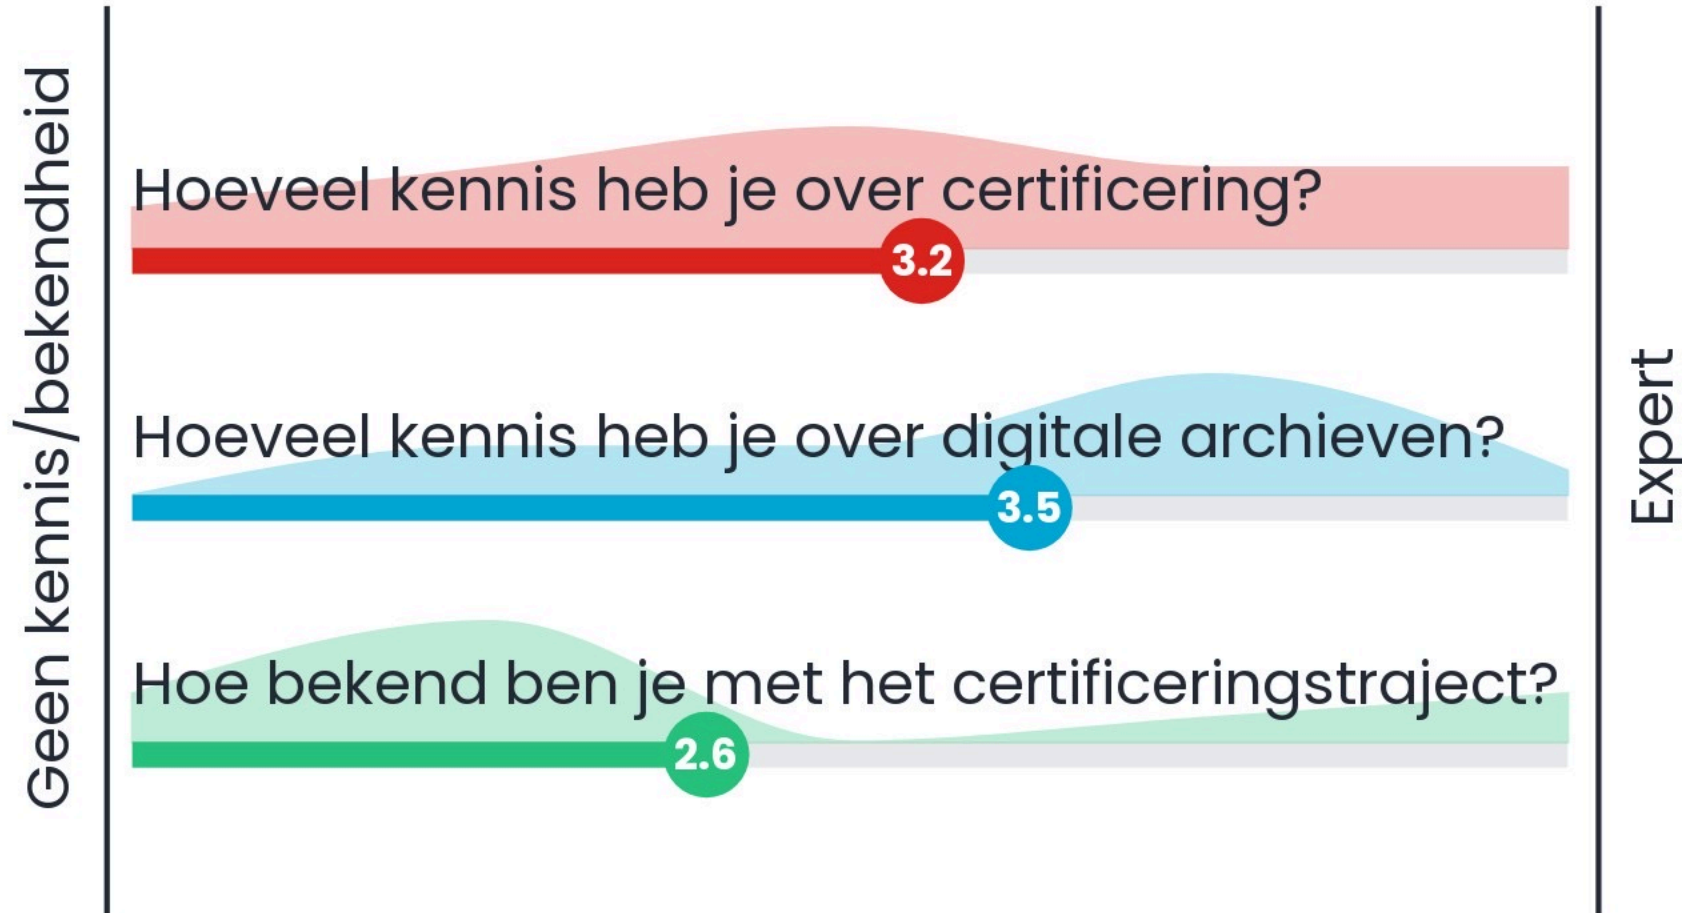 Geen kennis/bekendheid
Hoeveel kennis heb je over certificering?
3.2
Hoeveel kennis heb je over digitale archieven?
3.5
Hoe bekend ben je met het certificeringstraject?
2.6
Expert